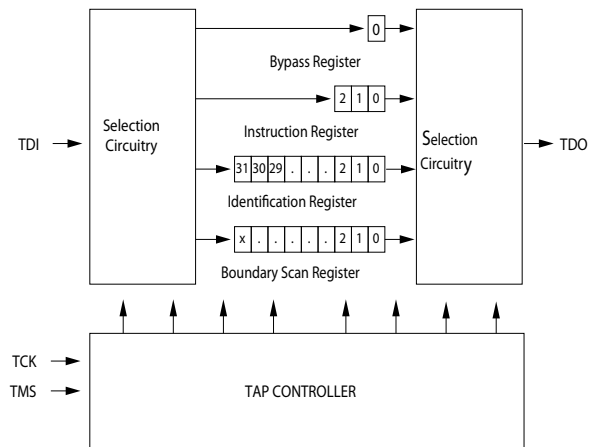 0
Bypass Register
2 1 0
Instruction Register
TDI
Selection
Circuitry
Selection
Circuitry
TDO
31 30 29 . . . 2 1 0
Identification Register
x . . . . . 2 1 0
Boundary Scan Register
TCK
TMS
TAP CONTROLLER